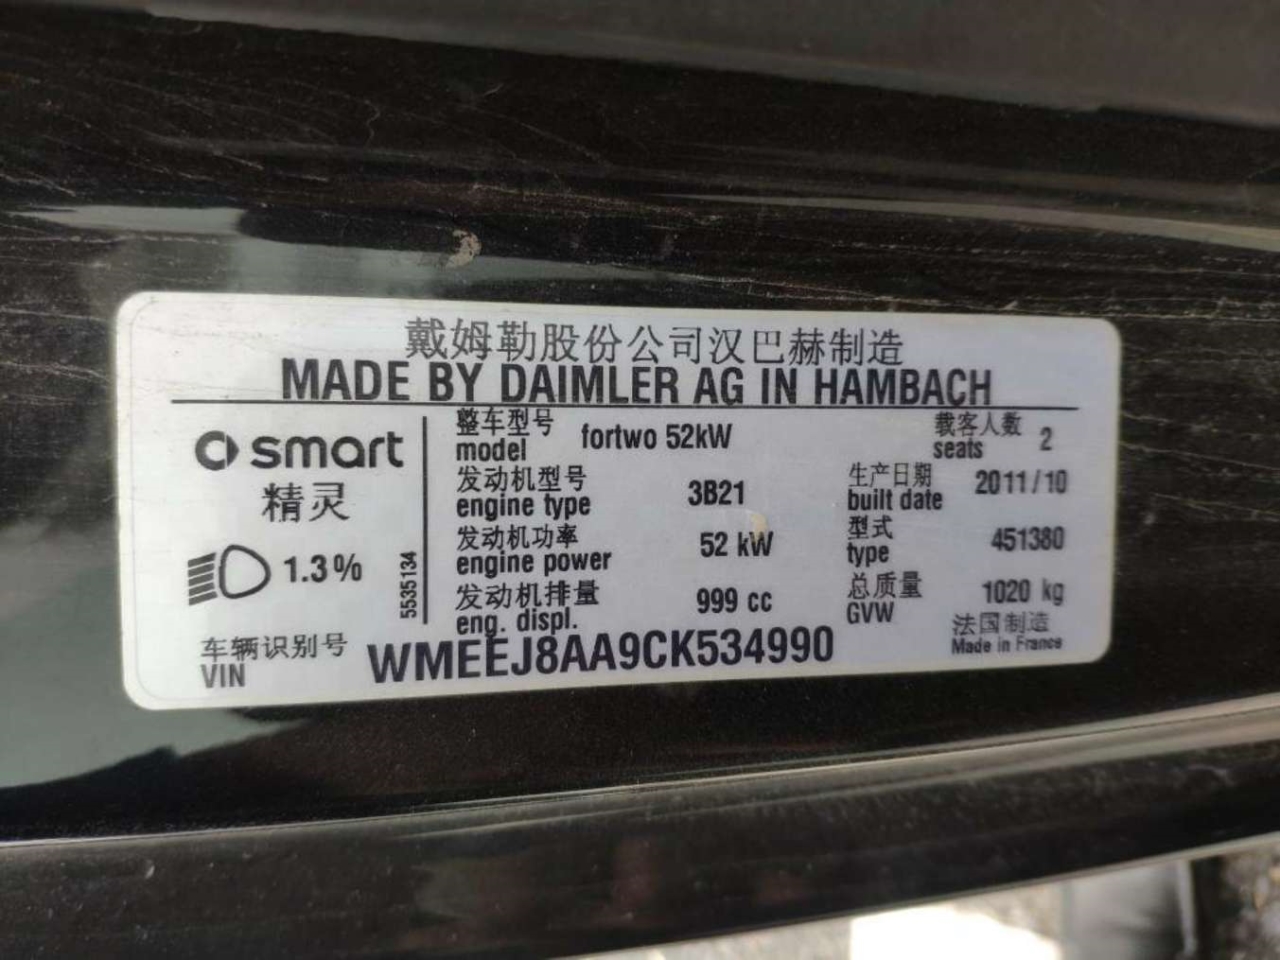 戴姆勒股份公司汉巴赫制造
MADE BY DAIMLER AG IN HAMBACH
smart
精灵
1.3%
5535134
整车型号 fortwo 52kW 载客人数 2
model seats
发动机型号 3B21 生产日期 2011/10
engine type built date
发动机功率 52 kW 型式 451380
engine power type
发动机排量 999 cc 总质量 1020 kg
eng. displ. GVW
车辆识别号 WMEEJ8AA9CK534990 法国制造
VIN Made in France